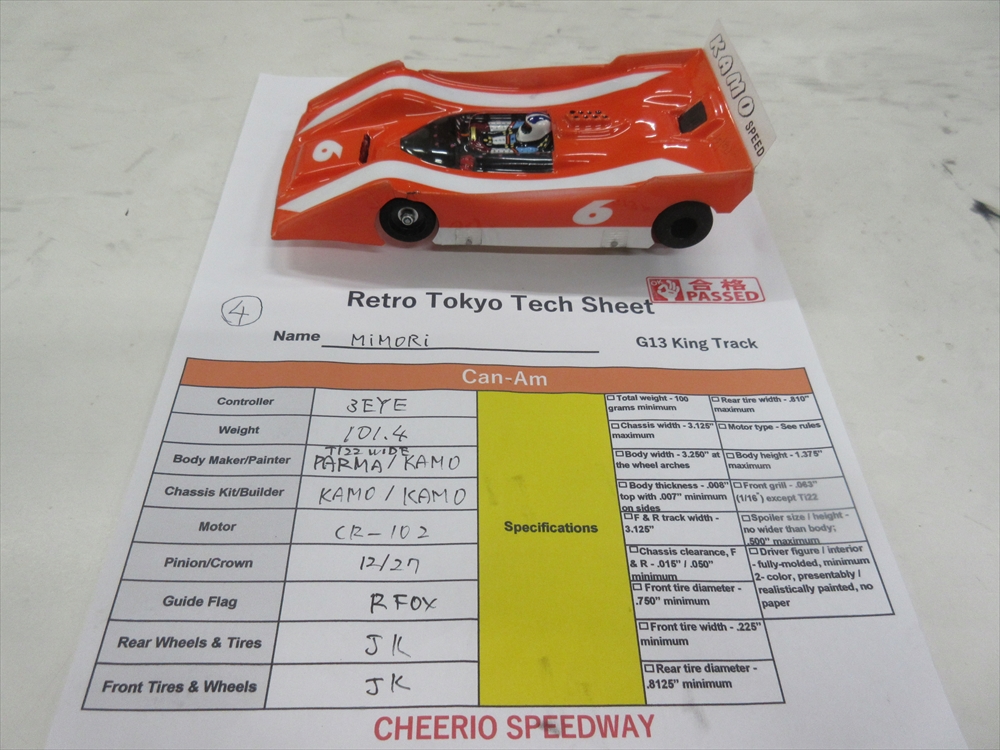 KAMO
SPEED
6
6
合格
PASSED
Retro Tokyo Tech Sheet
4
Name MiMORi
G13 King Track
Can-Am
Controller
3EYE
Weight
101.4
Body Maker/Painter
Ti22 WIDE
PARMA/KAMO
Chassis Kit/Builder
KAMO/KAMO
Motor
CR-102
Pinion/Crown
12/27
Guide Flag
RFOX
Rear Wheels & Tires
JK
Front Tires & Wheels
JK
Specifications
Total weight - 100
grams minimum
Chassis width - 3.125"
maximum
Body width - 3.250" at
the wheel arches
Body thickness - .008"
top with .007" minimum
on sides
F & R track width -
3.125"
Chassis clearance, F
& R - .015" / .050"
minimum
Front tire diameter -
.750" minimum
Front tire width - .225"
minimum
Rear tire diameter -
.8125" minimum
Rear tire width - .810"
maximum
Motor type - See rules
Body height - 1.375"
maximum
Front grill - .063"
(1/16") except Ti22
Spoiler size / height -
no wider than body;
.500" maximum
Driver figure / interior
- fully-molded, minimum
2- color, presentably /
realistically painted, no
paper
CHEERIO SPEEDWAY